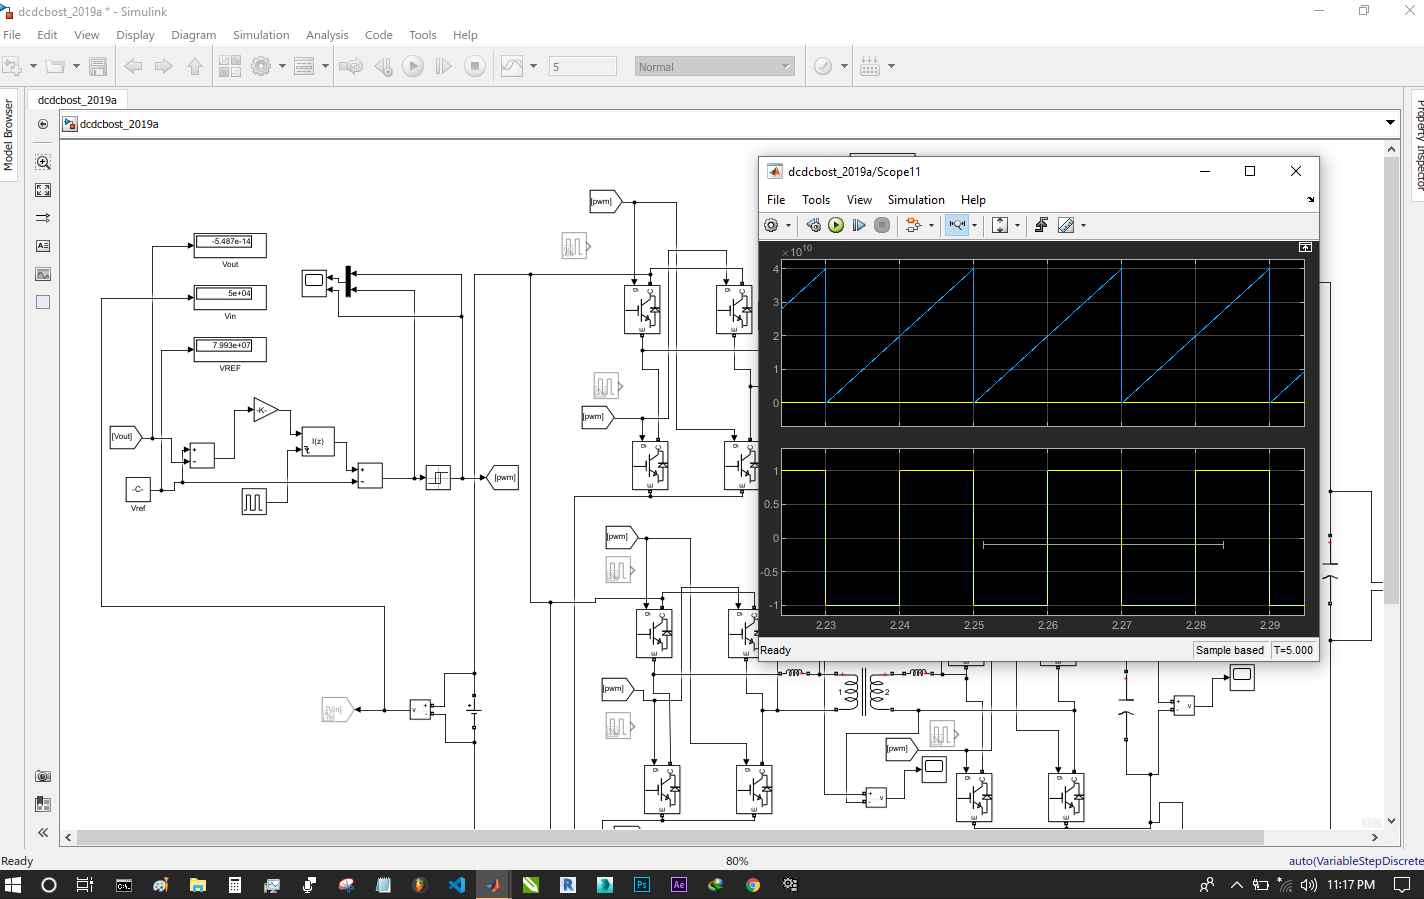 dcdcbost_2019a * - Simulink
File Edit View Display Diagram Simulation Analysis Code Tools Help
5
Normal
dcdcbost_2019a
dcdcbost_2019a
Model Browser
Property Inspector
-5.487e-14
Vout
5e+04
Vin
7.993e+07
VREF
-K-
[Vout]
I(z)
-C-
Vref
[pwm]
[pwm]
[pwm]
[pwm]
[pwm]
[pwm]
[Vin]
1
2
g
C
E
v
dcdcbost_2019a/Scope11
File Tools View Simulation Help
×10^10
4
3
2
1
0
1
0.5
0
-0.5
-1
2.23 2.24 2.25 2.26 2.27 2.28 2.29
Ready
Sample based T=5.000
Ready
80%
auto(VariableStepDiscrete
11:17 PM